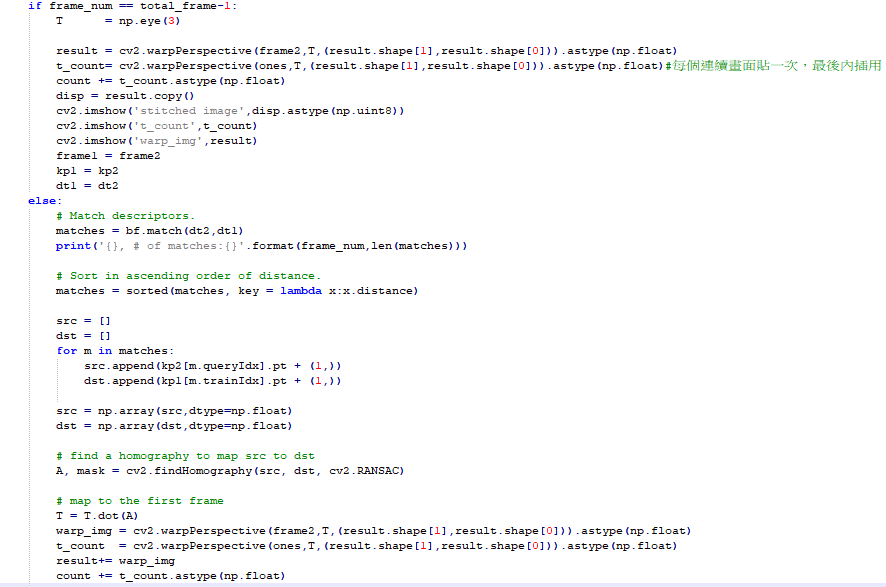 if frame_num == total_frame-1:
T = np.eye(3)
result = cv2.warpPerspective(frame2,T,(result.shape[1],result.shape[0])).astype(np.float)
t_count= cv2.warpPerspective(ones,T,(result.shape[1],result.shape[0])).astype(np.float)#每個連續畫面貼一次，最後內插用
count += t_count.astype(np.float)
disp = result.copy()
cv2.imshow('stitched image',disp.astype(np.uint8))
cv2.imshow('t_count',t_count)
cv2.imshow('warp_img',result)
frame1 = frame2
kp1 = kp2
dt1 = dt2
else:
# Match descriptors.
matches = bf.match(dt2,dt1)
print('{}, # of matches:{}'.format(frame_num,len(matches)))
# Sort in ascending order of distance.
matches = sorted(matches, key = lambda x:x.distance)
src = []
dst = []
for m in matches:
src.append(kp2[m.queryIdx].pt + (1,))
dst.append(kp1[m.trainIdx].pt + (1,))
src = np.array(src,dtype=np.float)
dst = np.array(dst,dtype=np.float)
# find a homography to map src to dst
A, mask = cv2.findHomography(src, dst, cv2.RANSAC)
# map to the first frame
T = T.dot(A)
warp_img = cv2.warpPerspective(frame2,T,(result.shape[1],result.shape[0])).astype(np.float)
t_count = cv2.warpPerspective(ones,T,(result.shape[1],result.shape[0])).astype(np.float)
result+= warp_img
count += t_count.astype(np.float)